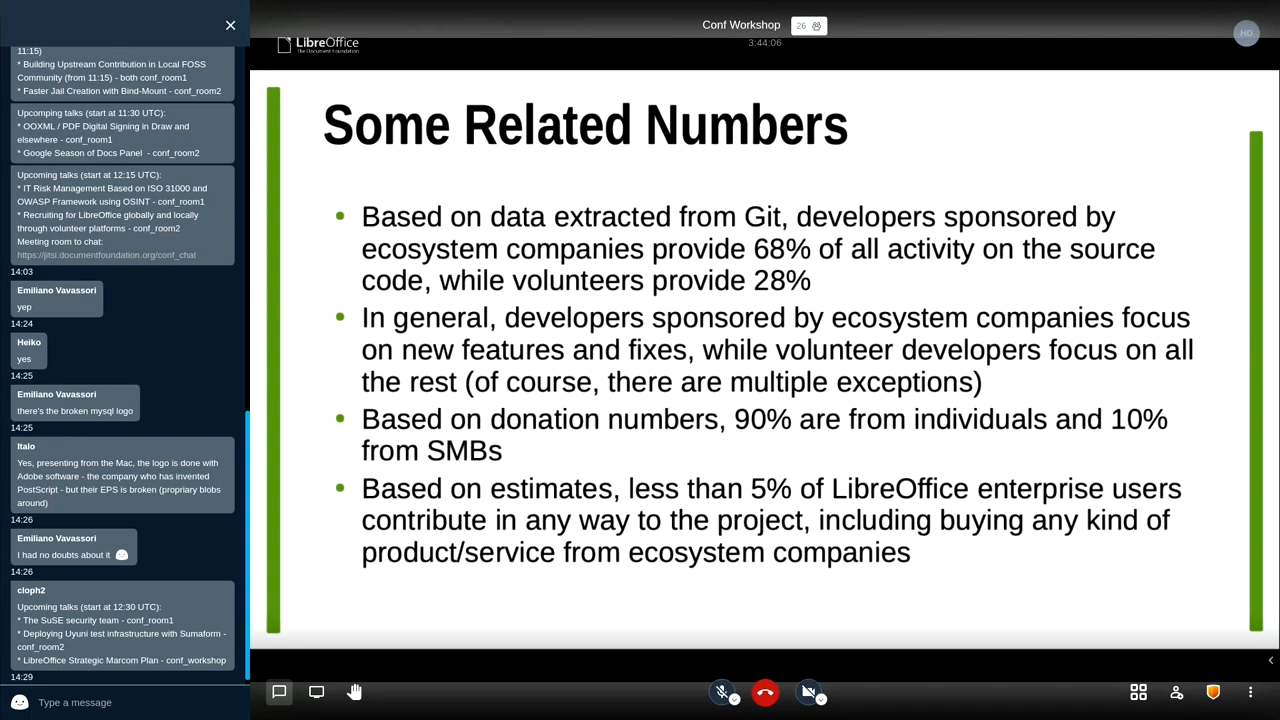 11:15)
* Building Upstream Contribution in Local FOSS
Community (from 11:15) - both conf_room1
* Faster Jail Creation with Bind-Mount - conf_room2
Upcomping talks (start at 11:30 UTC):
* OOXML / PDF Digital Signing in Draw and
elsewhere - conf_room1
* Google Season of Docs Panel - conf_room2
Upcoming talks (start at 12:15 UTC):
* IT Risk Management Based on ISO 31000 and
OWASP Framework using OSINT - conf_room1
* Recruiting for LibreOffice globally and locally
through volunteer platforms - conf_room2
Meeting room to chat:
https://jitsi.documentfoundation.org/conf_chat
14:03
Emiliano Vavassori
yep
14:24
Heiko
yes
14:25
Emiliano Vavassori
there's the broken mysql logo
14:25
Italo
Yes, presenting from the Mac, the logo is done with
Adobe software - the company who has invented
PostScript - but their EPS is broken (propriary blobs
around)
14:26
Emiliano Vavassori
I had no doubts about it
14:26
cloph2
Upcoming talks (start at 12:30 UTC):
* The SuSE security team - conf_room1
* Deploying Uyuni test infrastructure with Sumaform -
conf_room2
* LibreOffice Strategic Marcom Plan - conf_workshop
14:29
Type a message
Conf Workshop 26
3:44:06
HD
LibreOffice
The Document Foundation
Some Related Numbers
• Based on data extracted from Git, developers sponsored by
ecosystem companies provide 68% of all activity on the source
code, while volunteers provide 28%
• In general, developers sponsored by ecosystem companies focus
on new features and fixes, while volunteer developers focus on all
the rest (of course, there are multiple exceptions)
• Based on donation numbers, 90% are from individuals and 10%
from SMBs
• Based on estimates, less than 5% of LibreOffice enterprise users
contribute in any way to the project, including buying any kind of
product/service from ecosystem companies